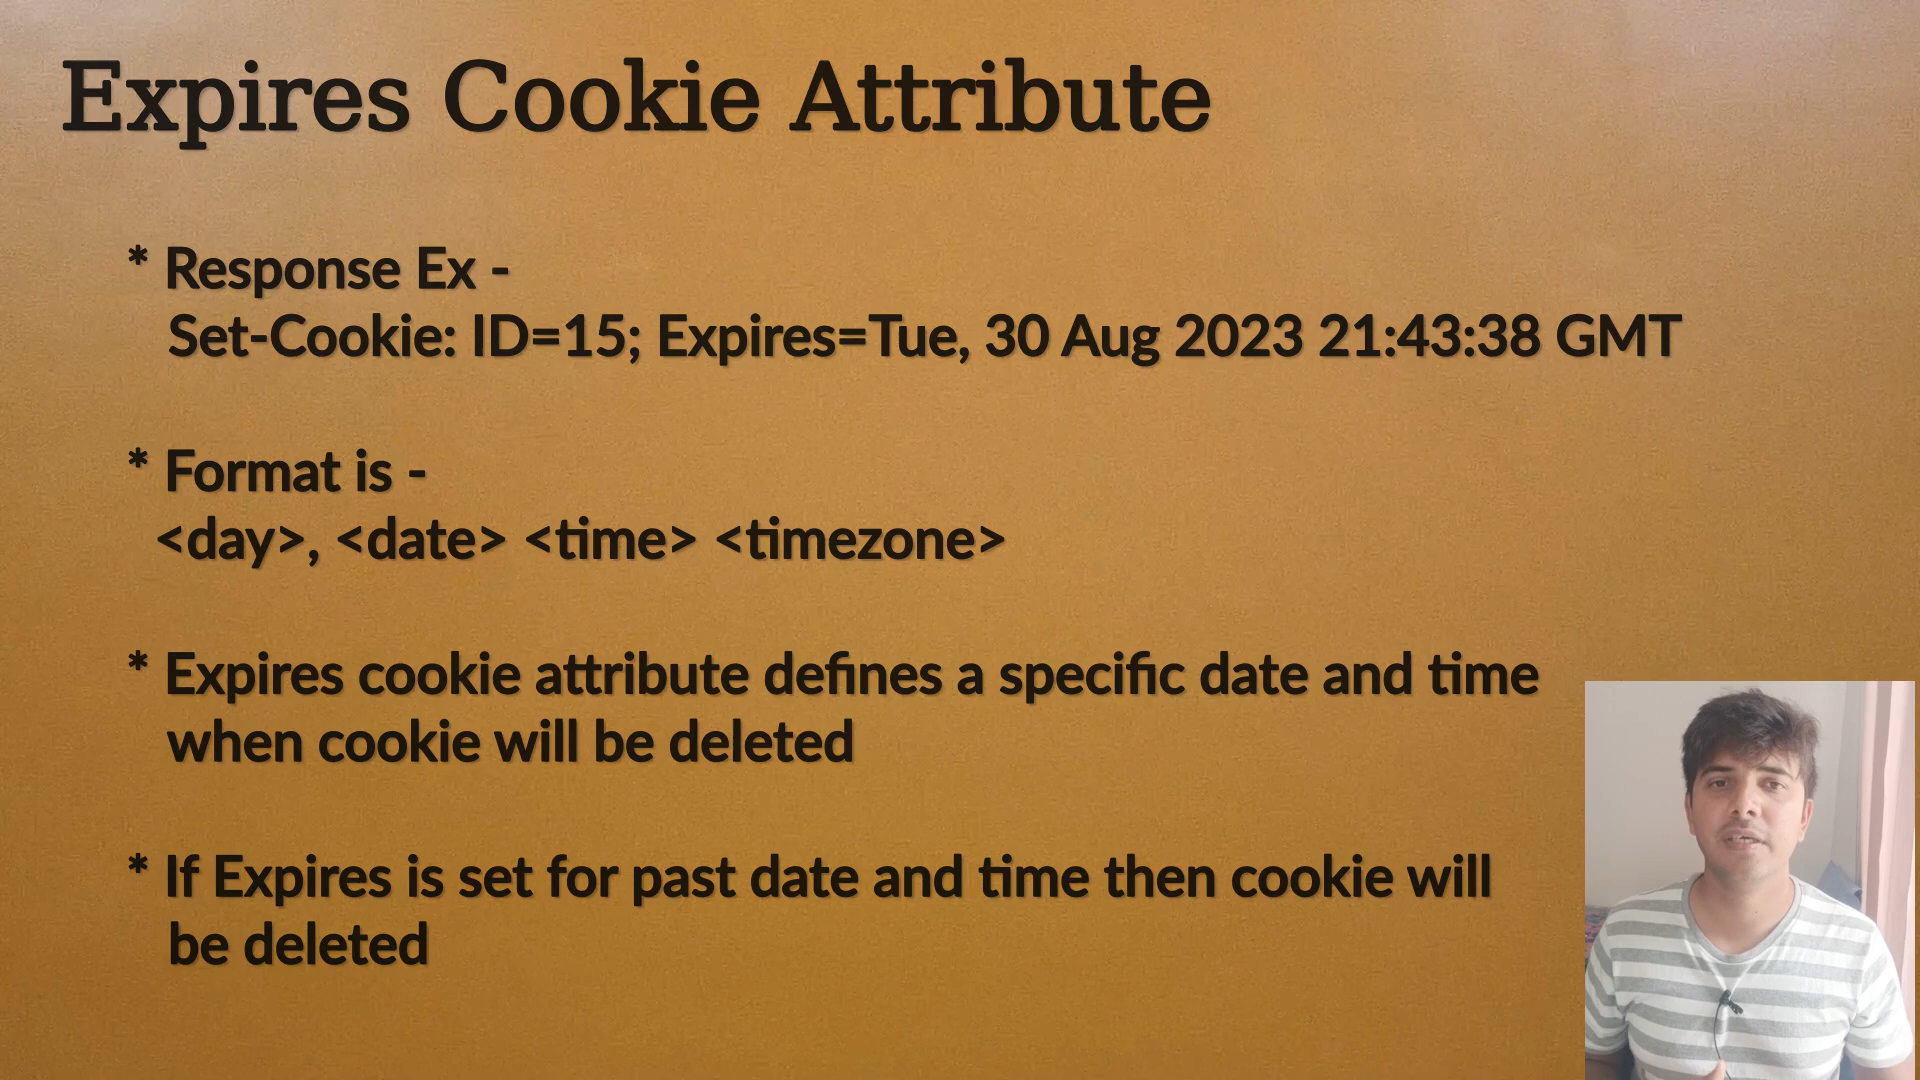 Expires Cookie Attribute
* Response Ex -
Set-Cookie: ID=15; Expires=Tue, 30 Aug 2023 21:43:38 GMT
* Format is -
<day>, <date> <time> <timezone>
* Expires cookie attribute defines a specific date and time
when cookie will be deleted
* If Expires is set for past date and time then cookie will
be deleted